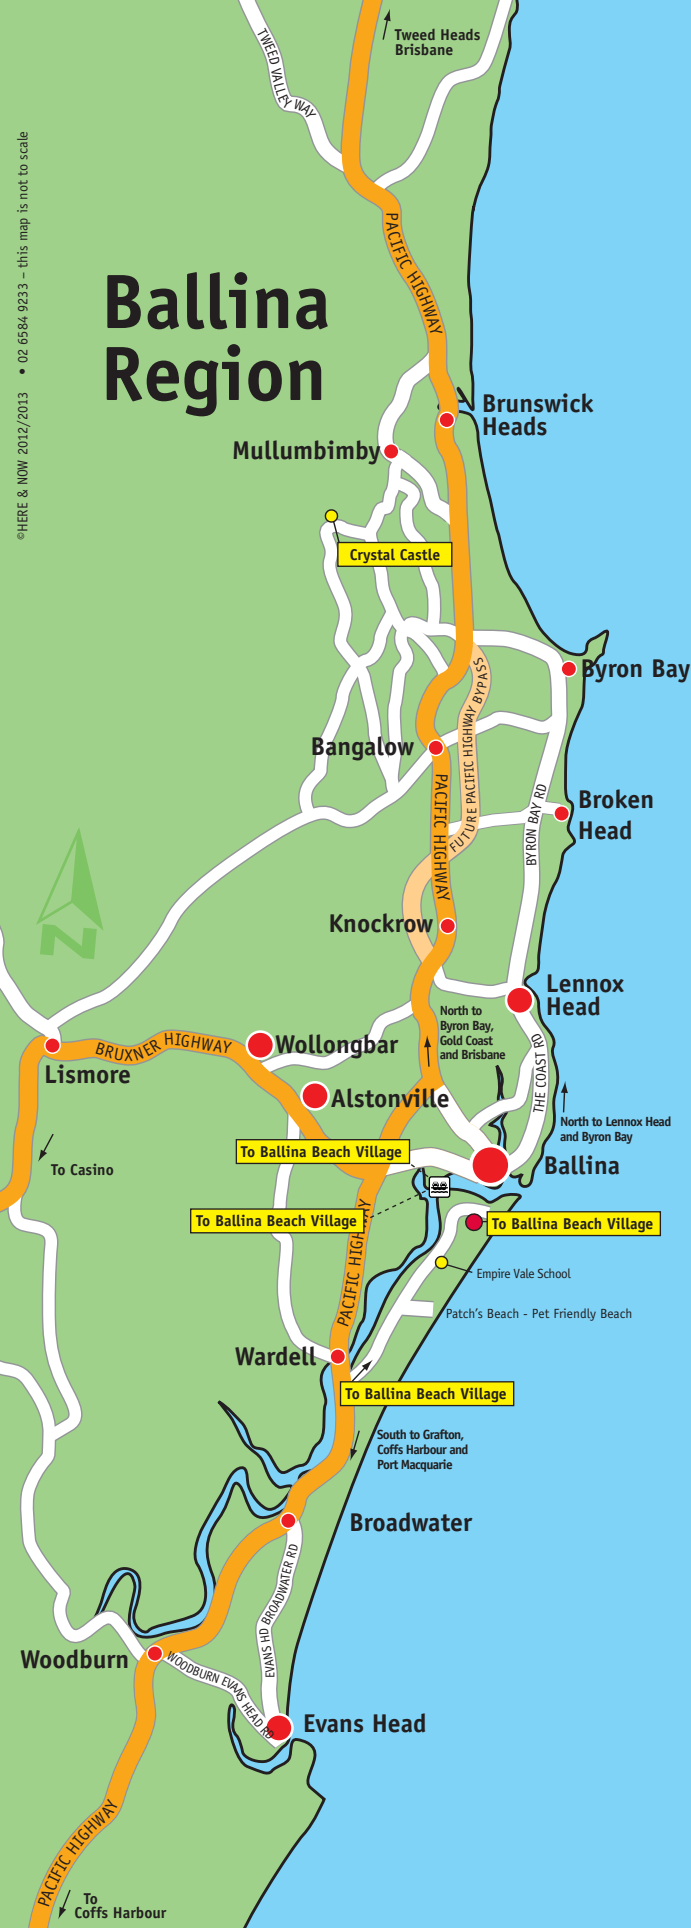 Tweed Heads
Brisbane
TWEED VALLEY WAY
©HERE & NOW 2012/2013 • 02 6584 9233 – this map is not to scale
PACIFIC HIGHWAY
Ballina
Region
Brunswick
Heads
Mullumbimby
Crystal Castle
Byron Bay
FUTURE PACIFIC HIGHWAY BYPASS
Bangalow
PACIFIC HIGHWAY
BYRON BAY RD
Broken
Head
Knockrow
N
Lennox
Head
North to
Byron Bay,
Gold Coast
and Brisbane
BRUXNER HIGHWAY
Wollongbar
Lismore
THE COAST RD
Alstonville
North to Lennox Head
and Byron Bay
To Casino
To Ballina Beach Village
Ballina
To Ballina Beach Village
To Ballina Beach Village
PACIFIC HIGHWAY
Empire Vale School
Patch's Beach - Pet Friendly Beach
Wardell
To Ballina Beach Village
South to Grafton,
Coffs Harbour and
Port Macquarie
Broadwater
EVANS HD BROADWATER RD
Woodburn
WOODBURN EVANS HEAD RD
Evans Head
PACIFIC HIGHWAY
To
Coffs Harbour